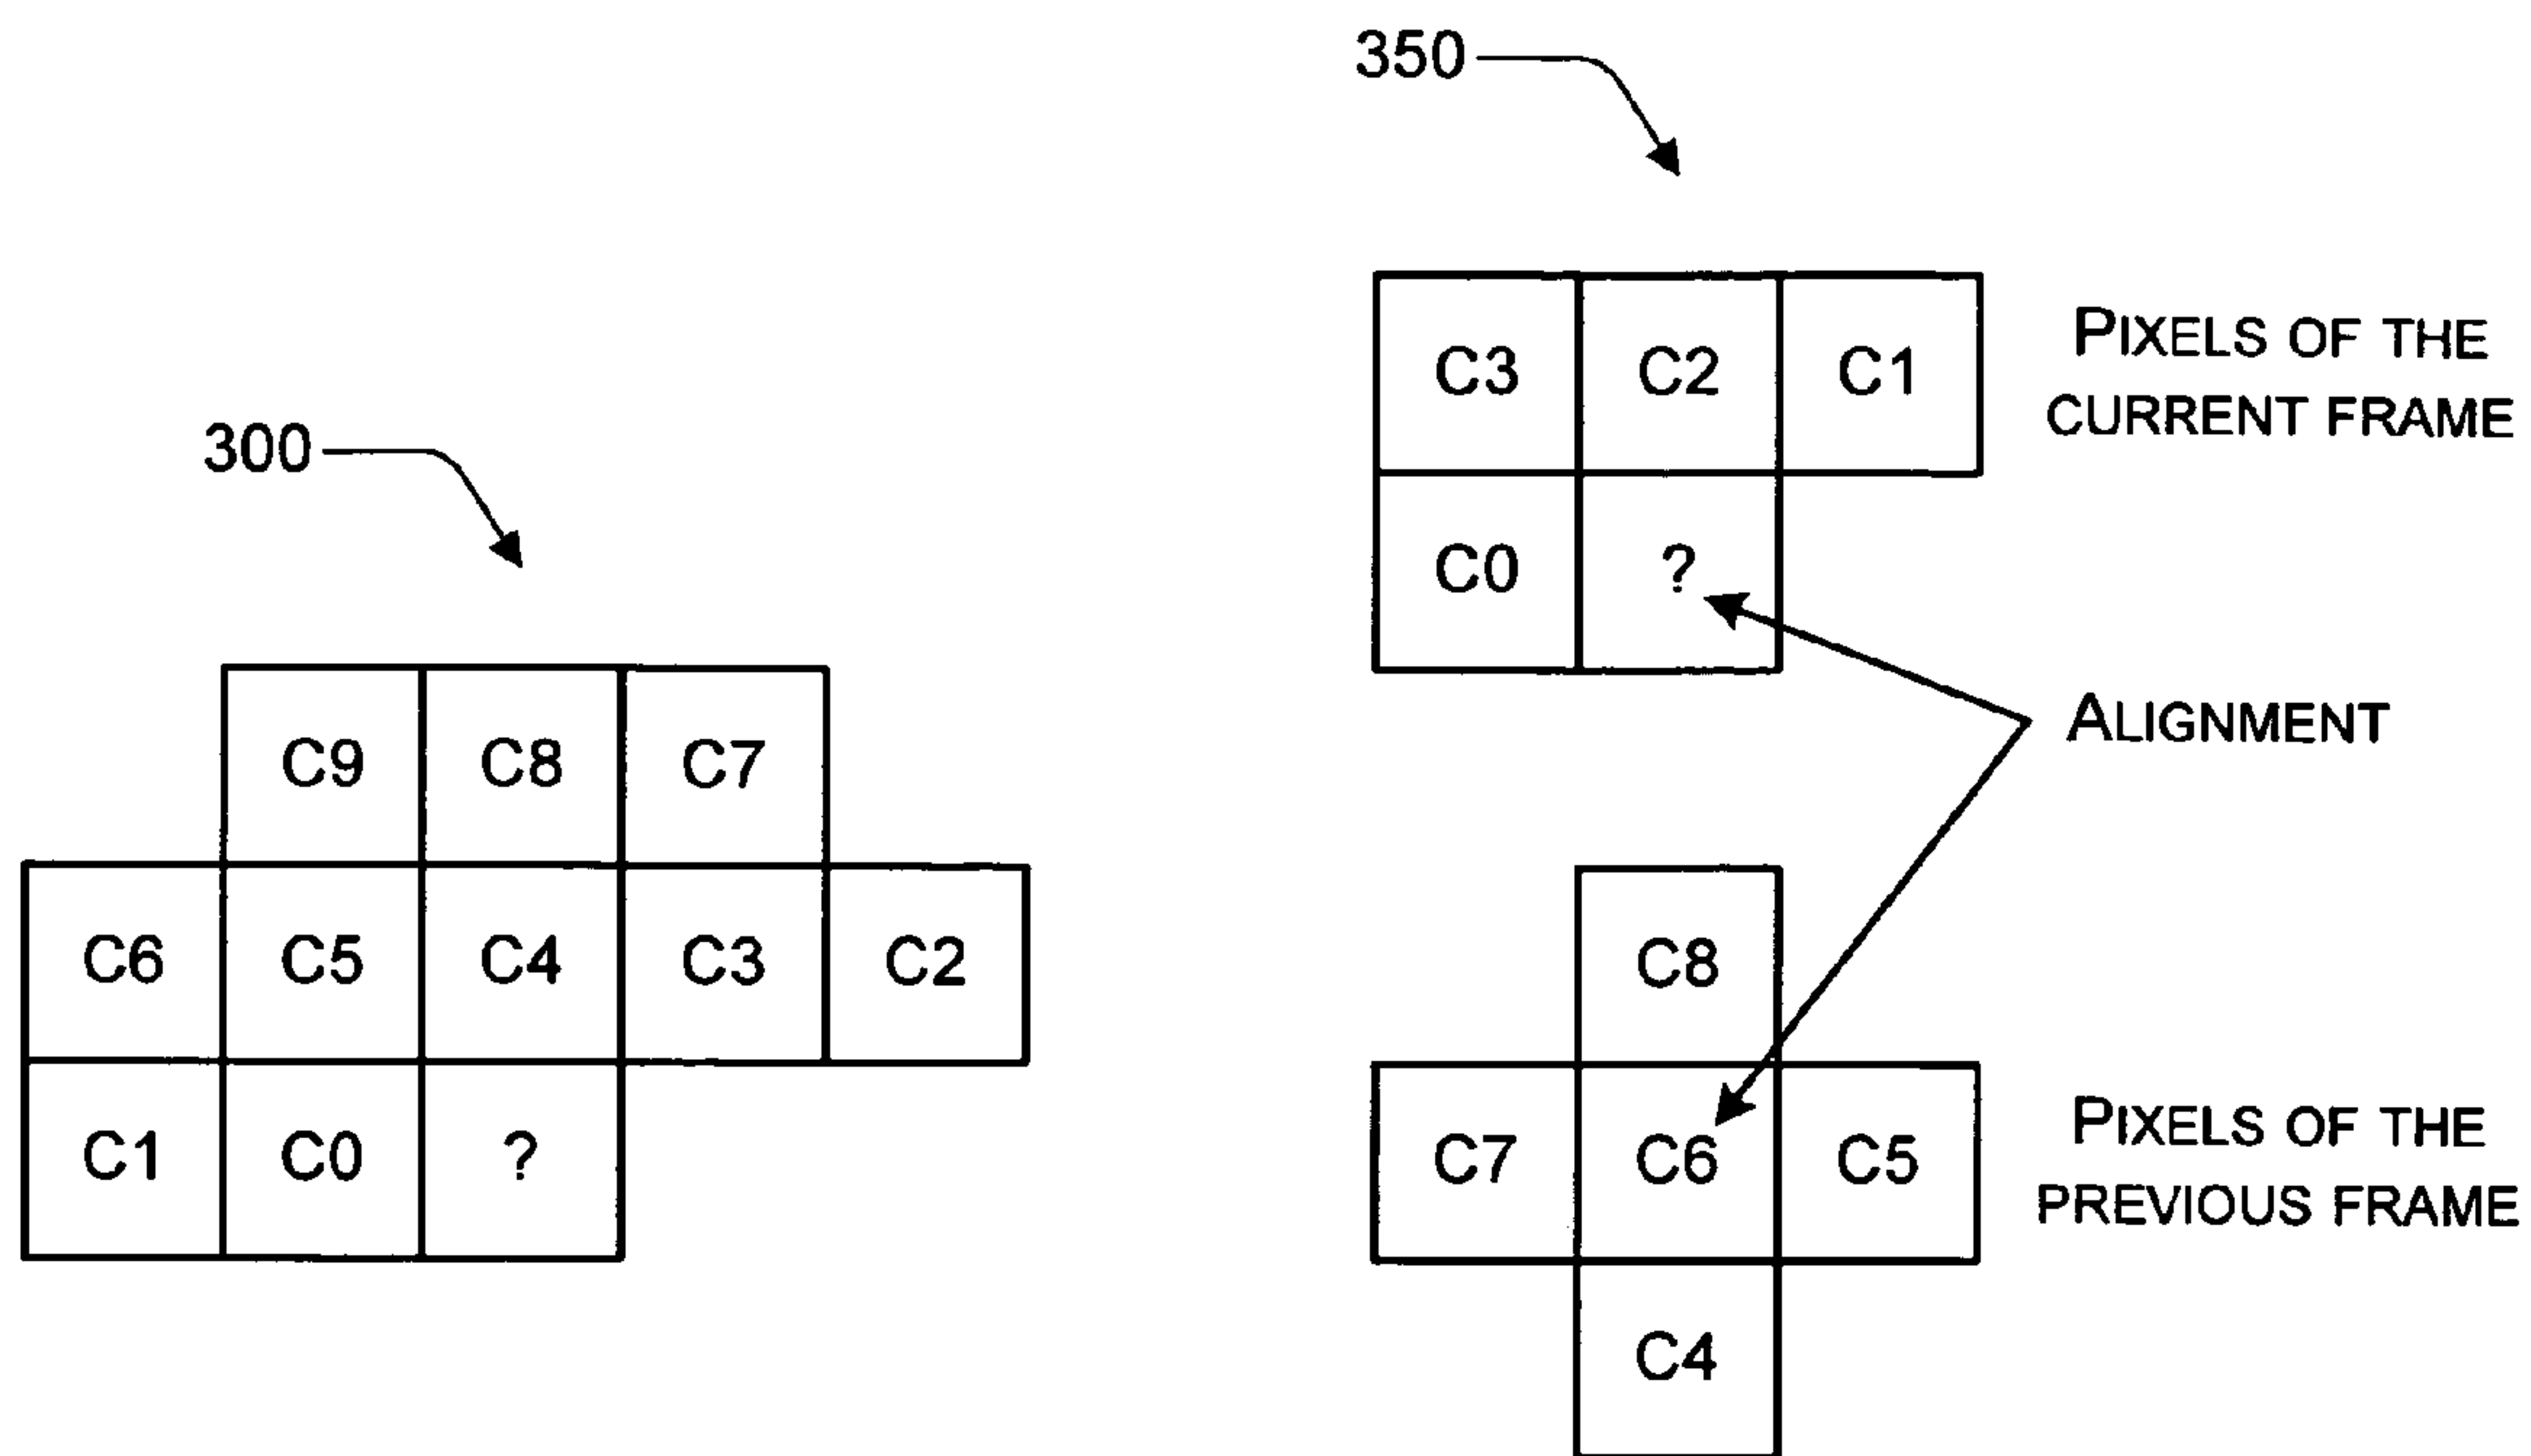 300
C9 C8 C7
C6 C5 C4 C3 C2
C1 C0 ?
350
C3 C2 C1
C0 ?
PIXELS OF THE
CURRENT FRAME
ALIGNMENT
C8
C7 C6 C5
C4
PIXELS OF THE
PREVIOUS FRAME